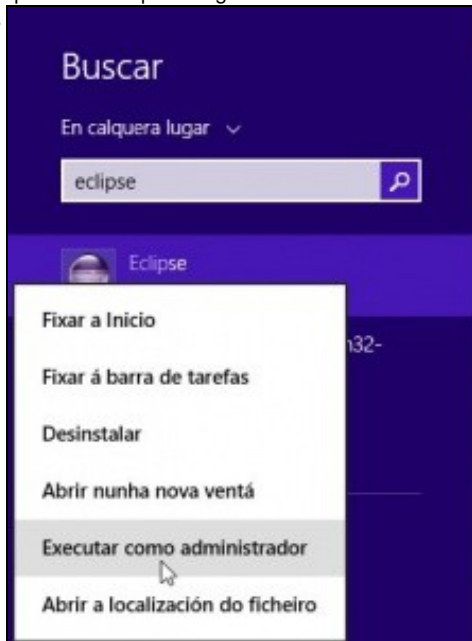 Buscar
En calquera lugar
eclipse
Eclipse
Fixar a Inicio
n32-
Fixar á barra de tarefas
Desinstalar
Abrir nunha nova ventá
Executar como administrador
Abrir a localización do ficheiro